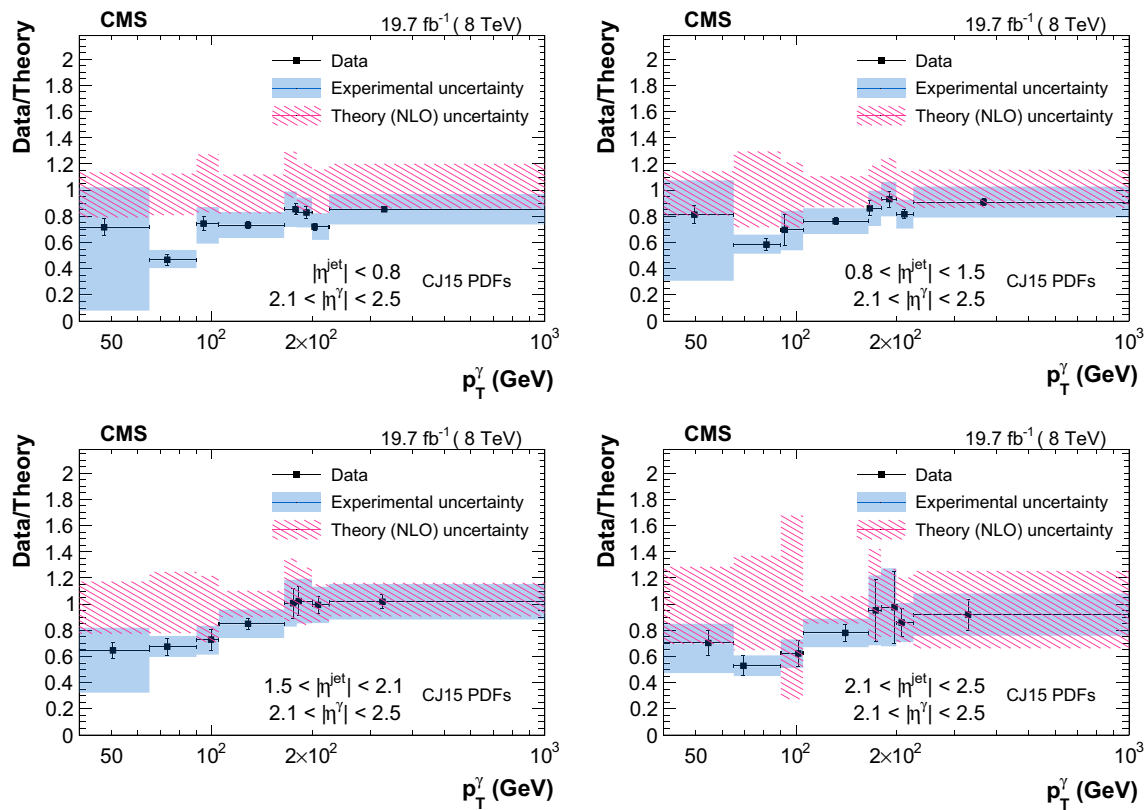 CMS 19.7 fb⁻¹ ( 8 TeV)
Data/Theory
2
1.8
1.6
1.4
1.2
1
0.8
0.6
0.4
0.2
0
Data
Experimental uncertainty
Theory (NLO) uncertainty
|η^jet| < 0.8
2.1 < |η^γ| < 2.5
CJ15 PDFs
50 10² 2×10² 10³
p_T^γ (GeV)
CMS 19.7 fb⁻¹ ( 8 TeV)
Data/Theory
2
1.8
1.6
1.4
1.2
1
0.8
0.6
0.4
0.2
0
Data
Experimental uncertainty
Theory (NLO) uncertainty
0.8 < |η^jet| < 1.5
2.1 < |η^γ| < 2.5
CJ15 PDFs
50 10² 2×10² 10³
p_T^γ (GeV)
CMS 19.7 fb⁻¹ ( 8 TeV)
Data/Theory
2
1.8
1.6
1.4
1.2
1
0.8
0.6
0.4
0.2
0
Data
Experimental uncertainty
Theory (NLO) uncertainty
1.5 < |η^jet| < 2.1
2.1 < |η^γ| < 2.5
CJ15 PDFs
50 10² 2×10² 10³
p_T^γ (GeV)
CMS 19.7 fb⁻¹ ( 8 TeV)
Data/Theory
2
1.8
1.6
1.4
1.2
1
0.8
0.6
0.4
0.2
0
Data
Experimental uncertainty
Theory (NLO) uncertainty
2.1 < |η^jet| < 2.5
2.1 < |η^γ| < 2.5
CJ15 PDFs
50 10² 2×10² 10³
p_T^γ (GeV)